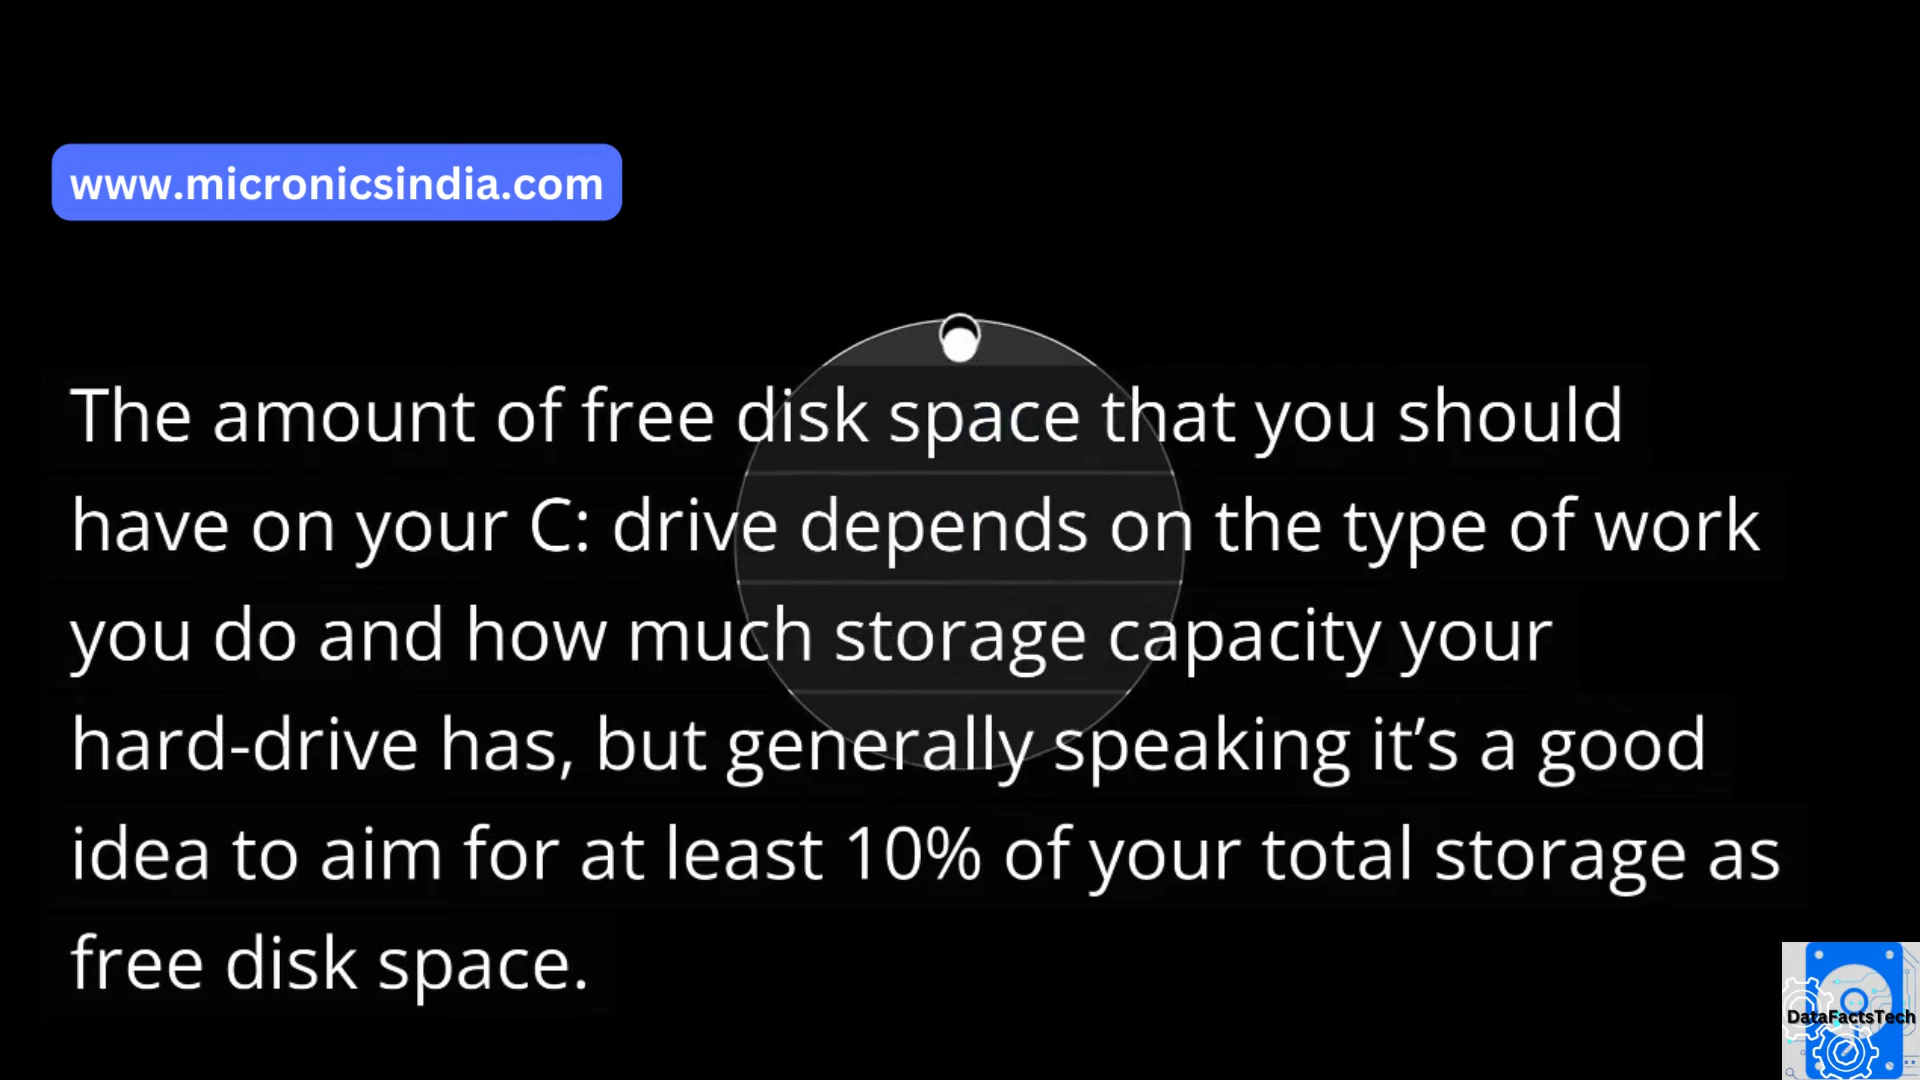 www.micronicsindia.com
The amount of free disk space that you should
have on your C: drive depends on the type of work
you do and how much storage capacity your
hard-drive has, but generally speaking it’s a good
idea to aim for at least 10% of your total storage as
free disk space.
DataFactsTech